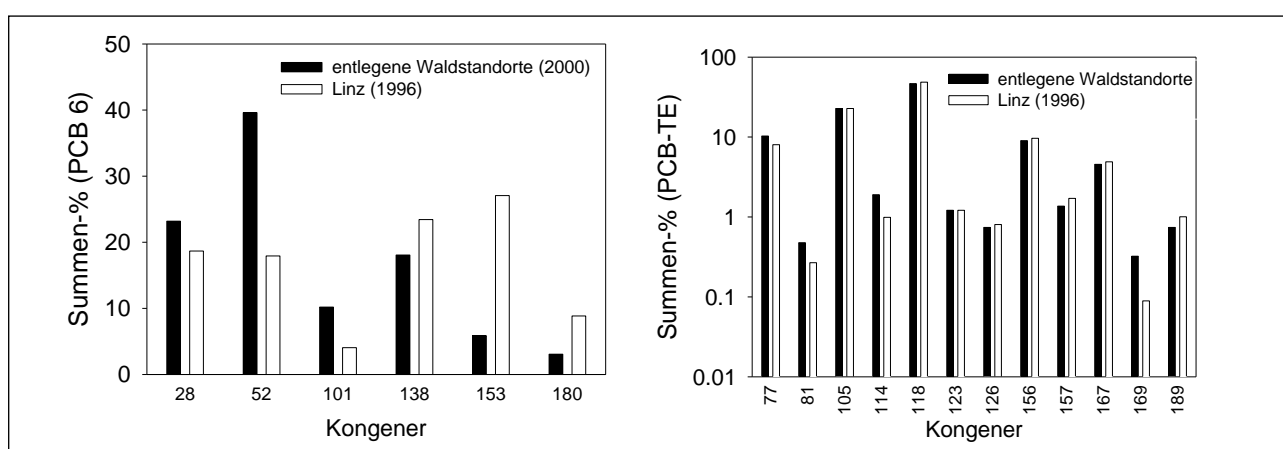 Summen-% (PCB 6)
50
40
30
20
10
0
entlegene Waldstandorte (2000)
Linz (1996)
28 52 101 138 153 180
Kongener
Summen-% (PCB-TE)
100
10
1
0.1
0.01
entlegene Waldstandorte
Linz (1996)
77 81 105 114 118 123 126 156 157 167 169 189
Kongener